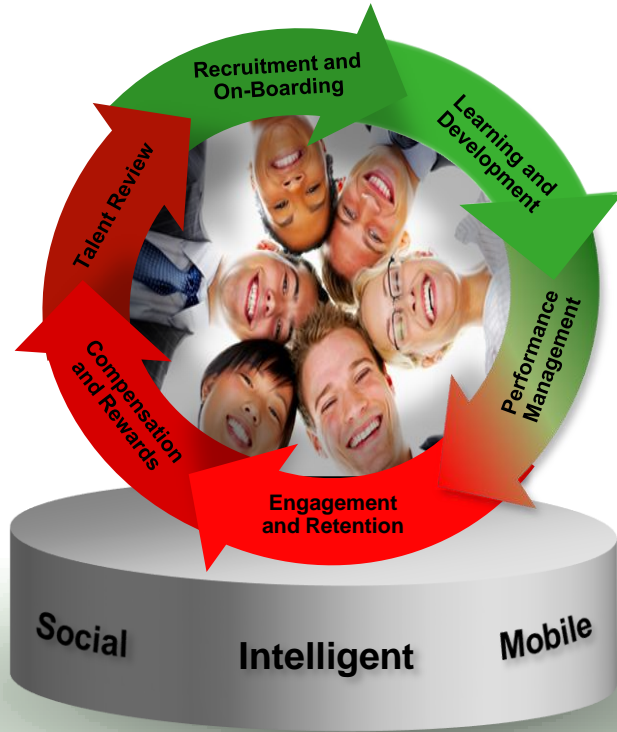 Recruitment and
On-Boarding
Learning and
Development
Performance
Management
Engagement
and Retention
Compensation
and Rewards
Talent Review
Social
Intelligent
Mobile